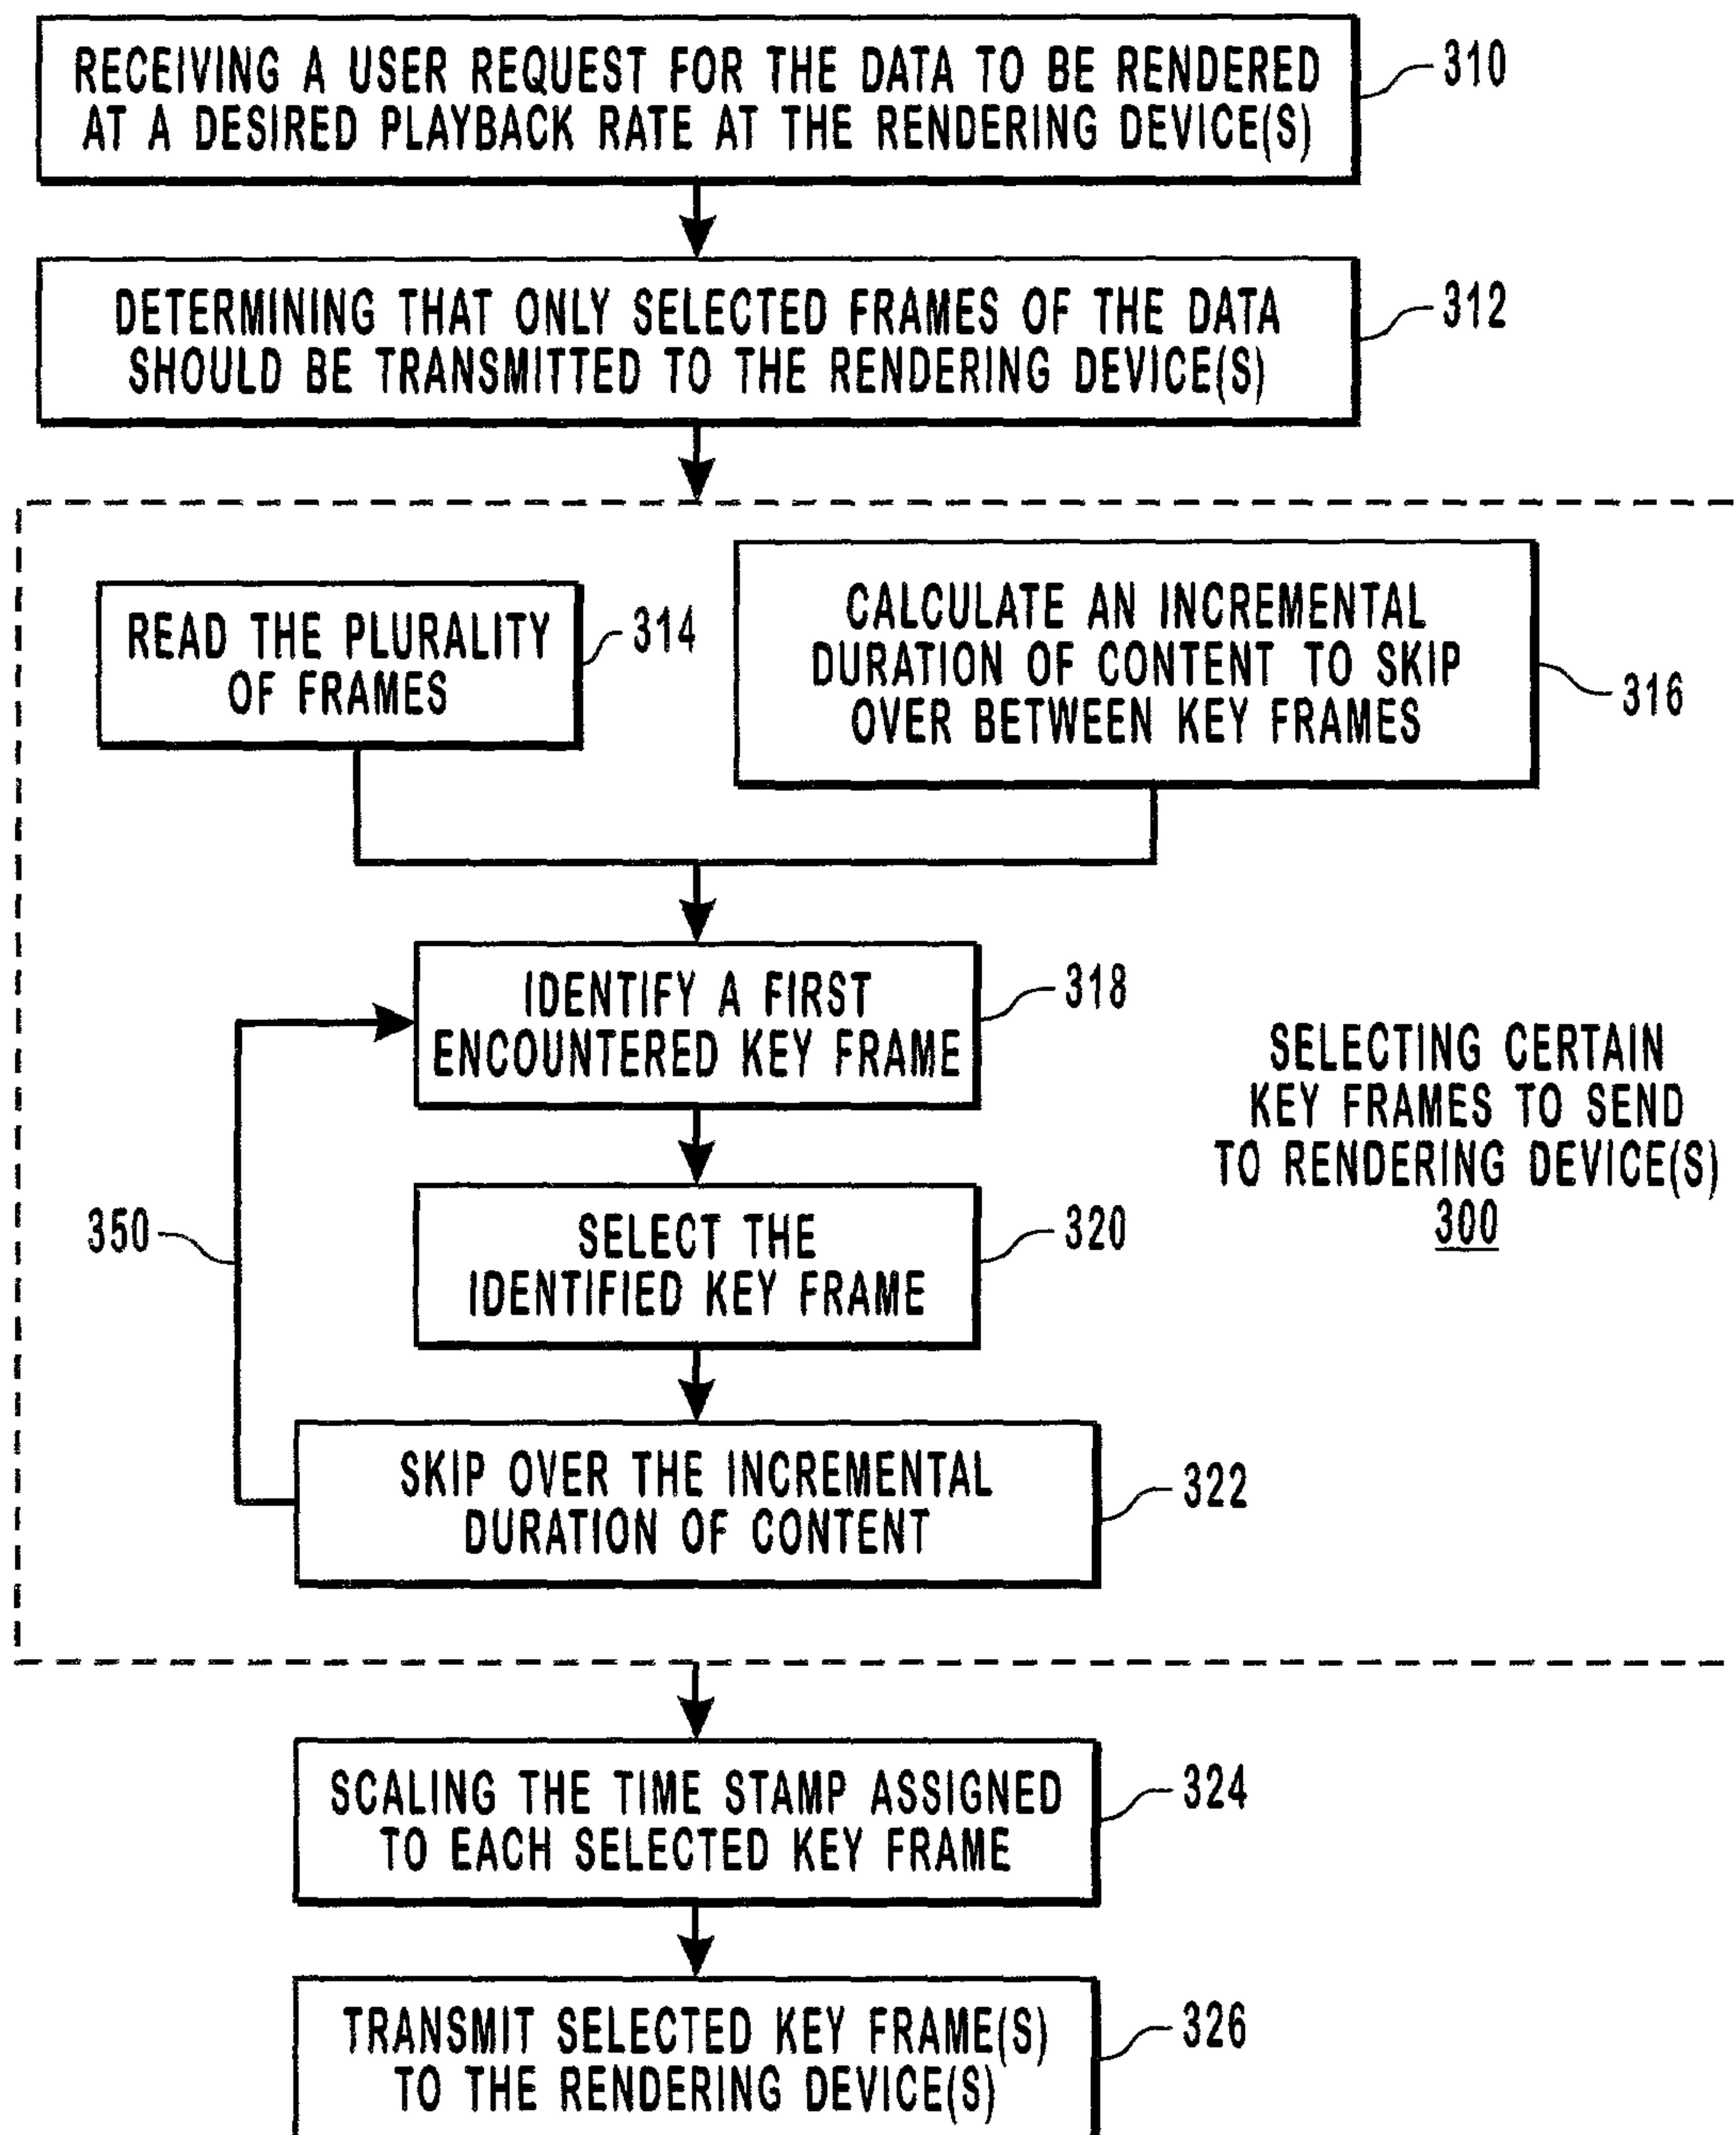 RECEIVING A USER REQUEST FOR THE DATA TO BE RENDERED
AT A DESIRED PLAYBACK RATE AT THE RENDERING DEVICE(S)
310
DETERMINING THAT ONLY SELECTED FRAMES OF THE DATA
SHOULD BE TRANSMITTED TO THE RENDERING DEVICE(S)
312
READ THE PLURALITY
OF FRAMES
314
CALCULATE AN INCREMENTAL
DURATION OF CONTENT TO SKIP
OVER BETWEEN KEY FRAMES
316
IDENTIFY A FIRST
ENCOUNTERED KEY FRAME
318
SELECTING CERTAIN
KEY FRAMES TO SEND
TO RENDERING DEVICE(S)
300
350
SELECT THE
IDENTIFIED KEY FRAME
320
SKIP OVER THE INCREMENTAL
DURATION OF CONTENT
322
SCALING THE TIME STAMP ASSIGNED
TO EACH SELECTED KEY FRAME
324
TRANSMIT SELECTED KEY FRAME(S)
TO THE RENDERING DEVICE(S)
326